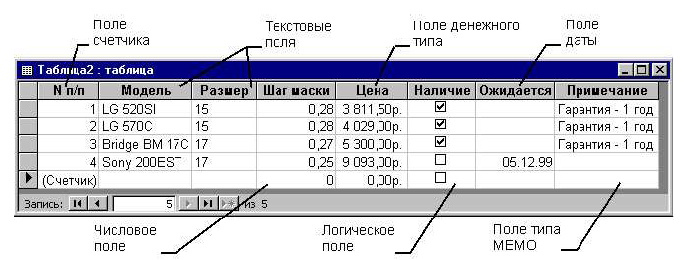 Поле счетчика
Текстовые поля
Поле денежного типа
Поле даты
Таблица2 : таблица
N п/п Модель Размер Шаг маски Цена Наличие Ожидается Примечание
1 LG 520SI 15 0,28 3 811,50р. Гарантия - 1 год
2 LG 570C 15 0,28 4 029,00р. Гарантия - 1 год
3 Bridge BM 17C 17 0,27 5 300,00р. Гарантия - 1 год
4 Sony 200EST 17 0,25 9 093,00р. 05.12.99
(Счетчик) 0 0,00р.
Запись: 5 из 5
Числовое поле
Логическое поле
Поле типа МЕМО